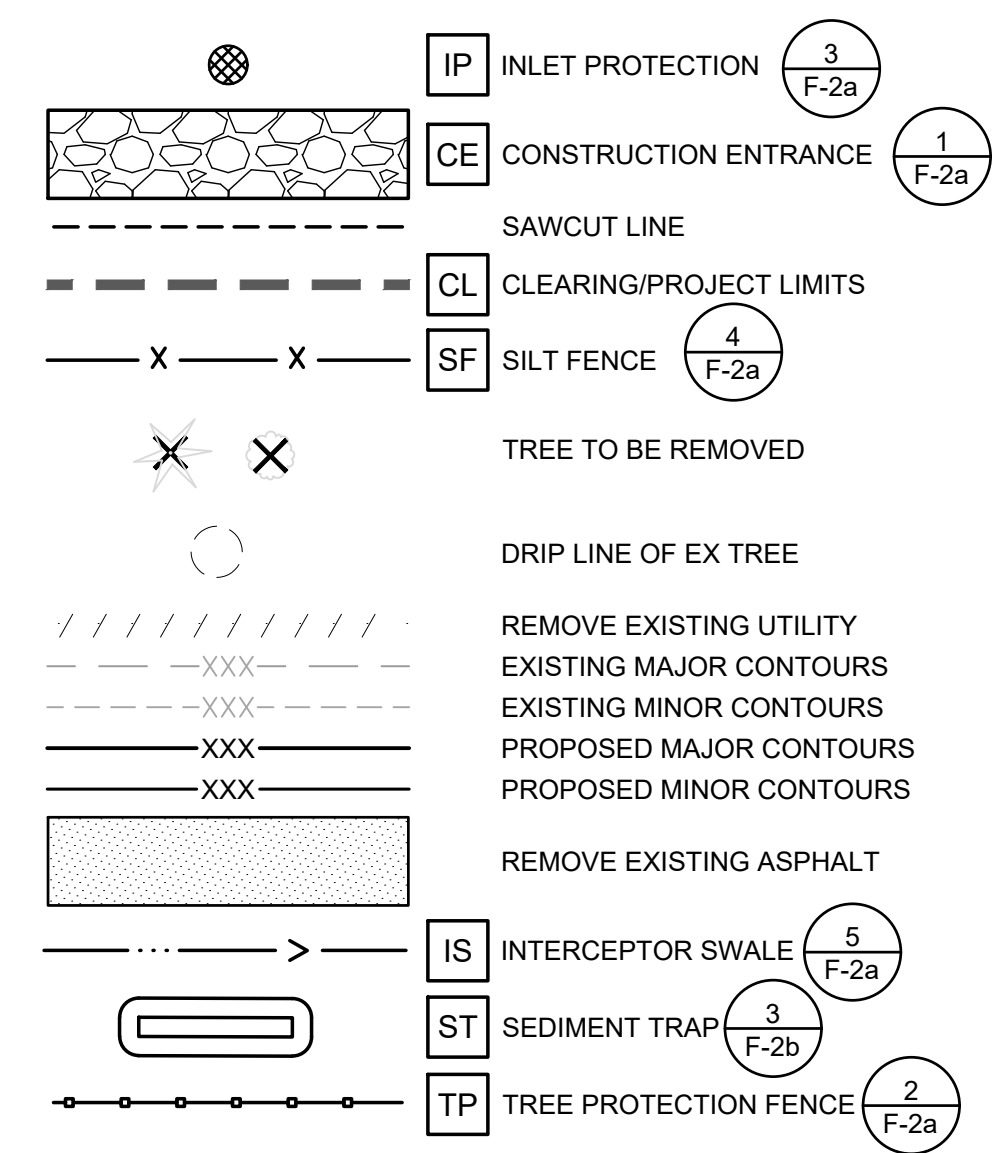 IP INLET PROTECTION 3 F-2a
CE CONSTRUCTION ENTRANCE 1 F-2a
SAWCUT LINE
CL CLEARING/PROJECT LIMITS
X X SF SILT FENCE 4 F-2a
TREE TO BE REMOVED
DRIP LINE OF EX TREE
REMOVE EXISTING UTILITY
XXX EXISTING MAJOR CONTOURS
XXX EXISTING MINOR CONTOURS
XXX PROPOSED MAJOR CONTOURS
XXX PROPOSED MINOR CONTOURS
REMOVE EXISTING ASPHALT
IS INTERCEPTOR SWALE 5 F-2a
ST SEDIMENT TRAP 3 F-2b
TP TREE PROTECTION FENCE 2 F-2a